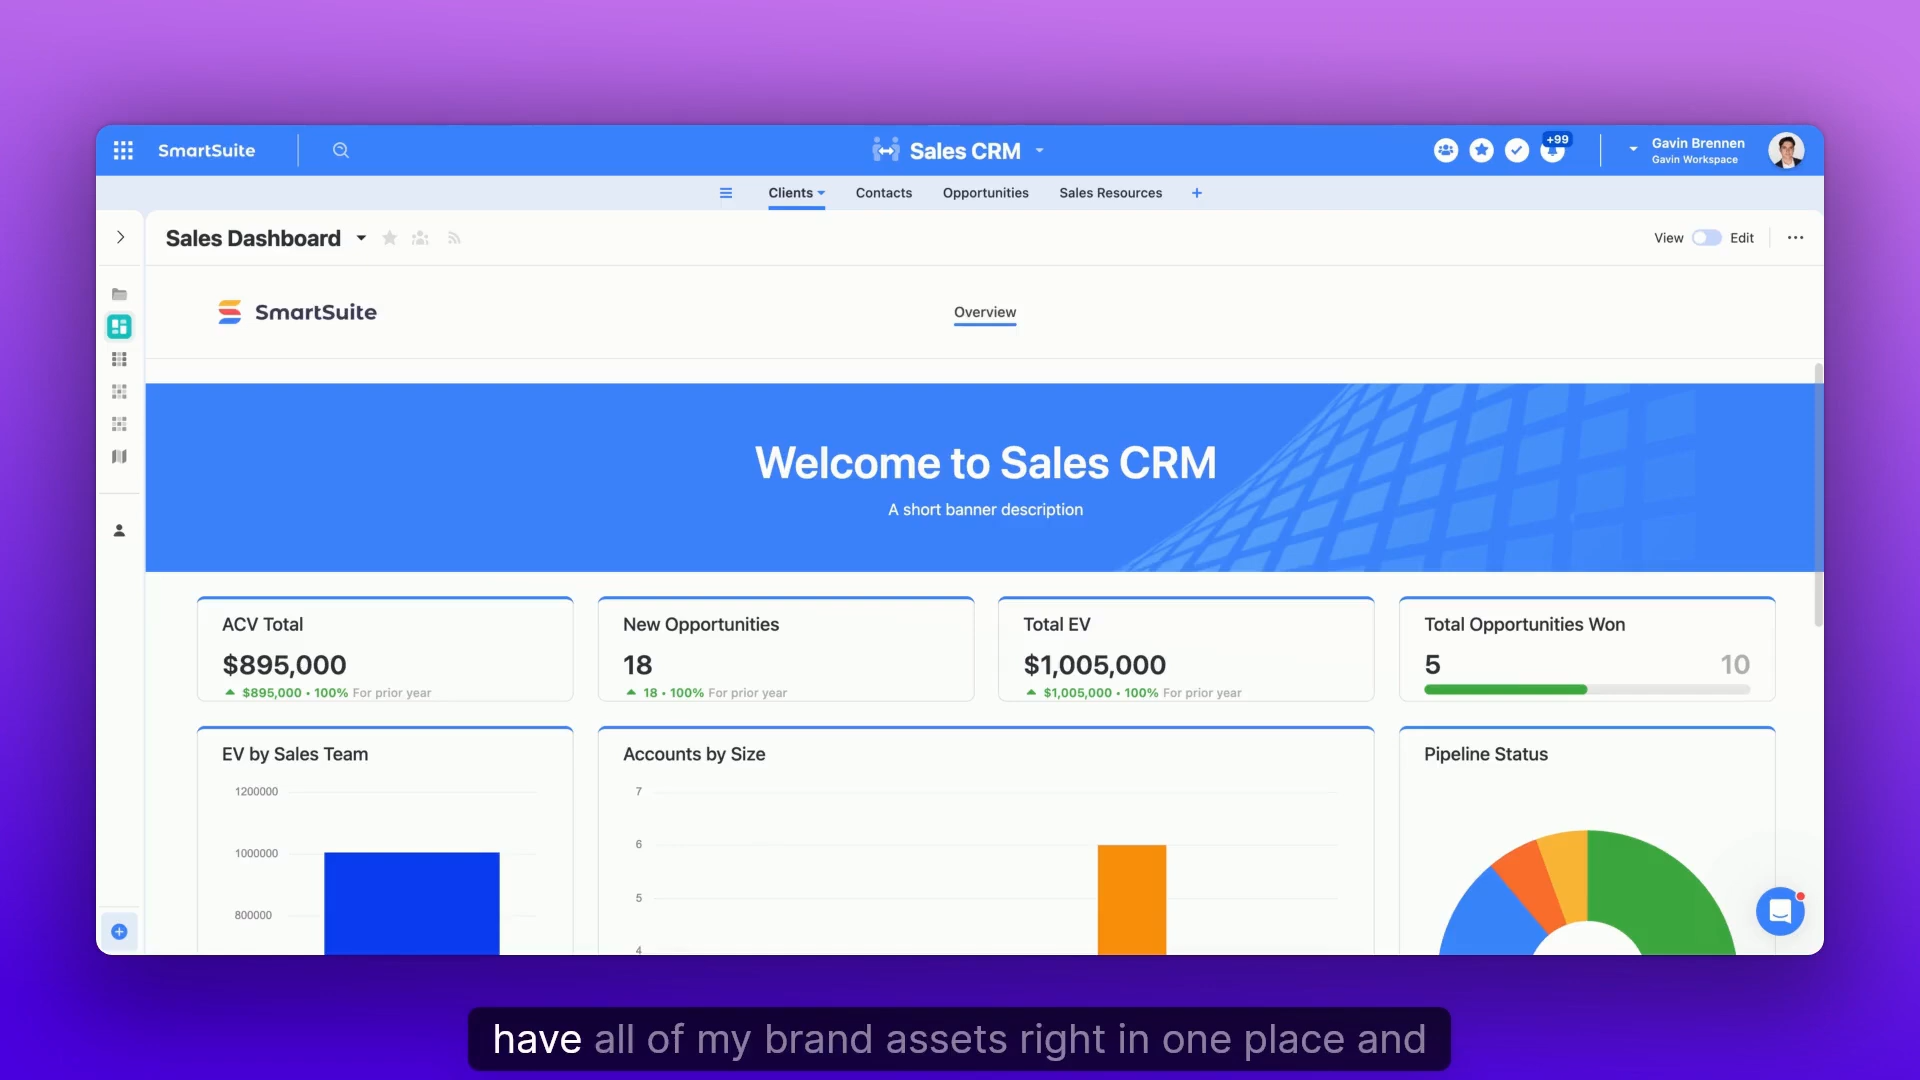 SmartSuite
Sales CRM
+99
Gavin Brennen
Gavin Workspace
Clients
Contacts
Opportunities
Sales Resources
+
Sales Dashboard
View
Edit
SmartSuite
Overview
Welcome to Sales CRM
A short banner description
ACV Total
$895,000
$895,000 • 100% For prior year
New Opportunities
18
18 • 100% For prior year
Total EV
$1,005,000
$1,005,000 • 100% For prior year
Total Opportunities Won
5
10
EV by Sales Team
1200000
1000000
800000
Accounts by Size
7
6
5
4
Pipeline Status
have all of my brand assets right in one place and